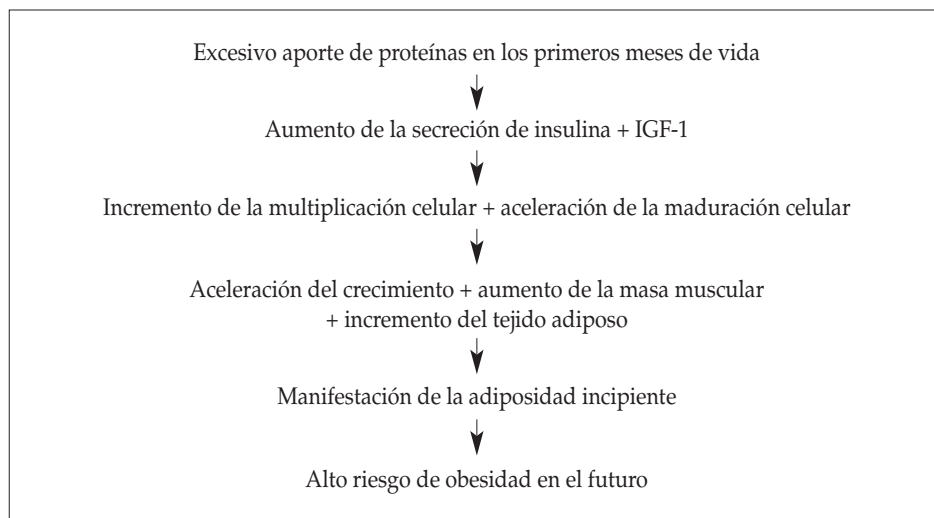 Excesivo aporte de proteínas en los primeros meses de vida
Aumento de la secreción de insulina + IGF-1
Incremento de la multiplicación celular + aceleración de la maduración celular
Aceleración del crecimiento + aumento de la masa muscular
+ incremento del tejido adiposo
Manifestación de la adiposidad incipiente
Alto riesgo de obesidad en el futuro